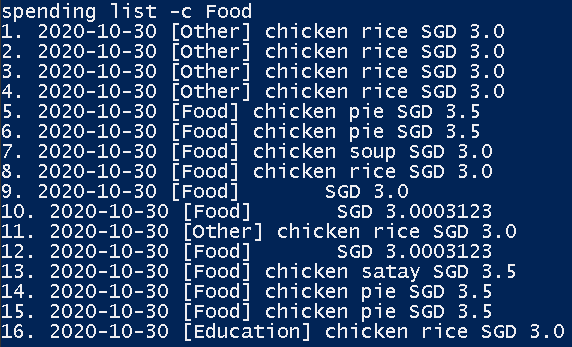 spending list -c Food
1. 2020-10-30 [Other] chicken rice SGD 3.0
2. 2020-10-30 [Other] chicken rice SGD 3.0
3. 2020-10-30 [Other] chicken rice SGD 3.0
4. 2020-10-30 [Other] chicken rice SGD 3.0
5. 2020-10-30 [Food] chicken pie SGD 3.5
6. 2020-10-30 [Food] chicken pie SGD 3.5
7. 2020-10-30 [Food] chicken soup SGD 3.0
8. 2020-10-30 [Food] chicken rice SGD 3.0
9. 2020-10-30 [Food]       SGD 3.0
10. 2020-10-30 [Food]       SGD 3.0003123
11. 2020-10-30 [Other] chicken rice SGD 3.0
12. 2020-10-30 [Food]       SGD 3.0003123
13. 2020-10-30 [Food] chicken satay SGD 3.5
14. 2020-10-30 [Food] chicken pie SGD 3.5
15. 2020-10-30 [Food] chicken pie SGD 3.5
16. 2020-10-30 [Education] chicken rice SGD 3.0